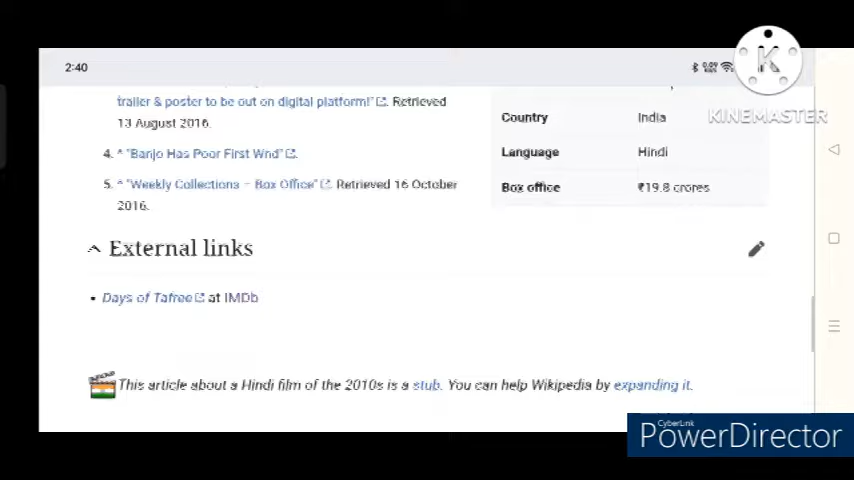 2:40
K
KINEMASTER
trailer & poster to be out on digital platform!". Retrieved
13 August 2016.
4. ^ "Banjo Has Poor First Wnd".
5. ^ "Weekly Collections – Box Office". Retrieved 16 October
2016.
Country India
Language Hindi
Box office ₹19.8 crores
External links
• Days of Tafree at IMDb
This article about a Hindi film of the 2010s is a stub. You can help Wikipedia by expanding it.
CyberLink
PowerDirector